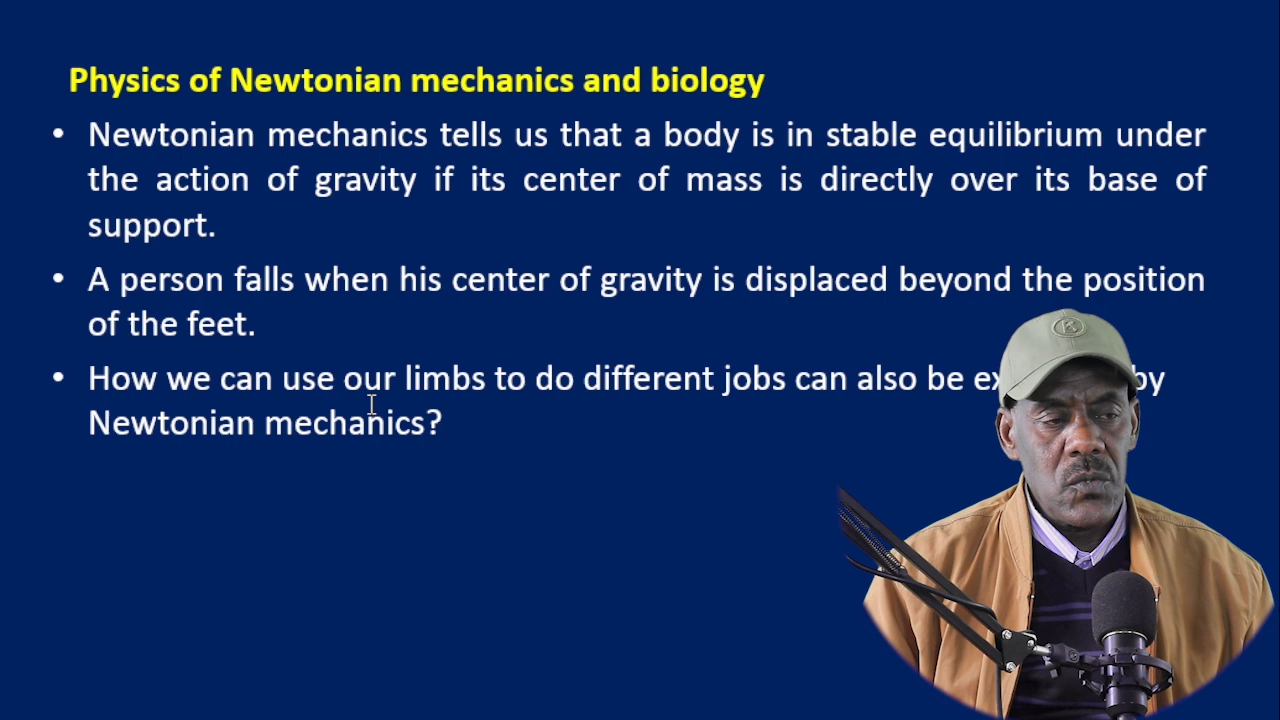 Physics of Newtonian mechanics and biology
• Newtonian mechanics tells us that a body is in stable equilibrium under
the action of gravity if its center of mass is directly over its base of
support.
• A person falls when his center of gravity is displaced beyond the position
of the feet.
• How we can use our limbs to do different jobs can also be by
Newtonian mechanics?